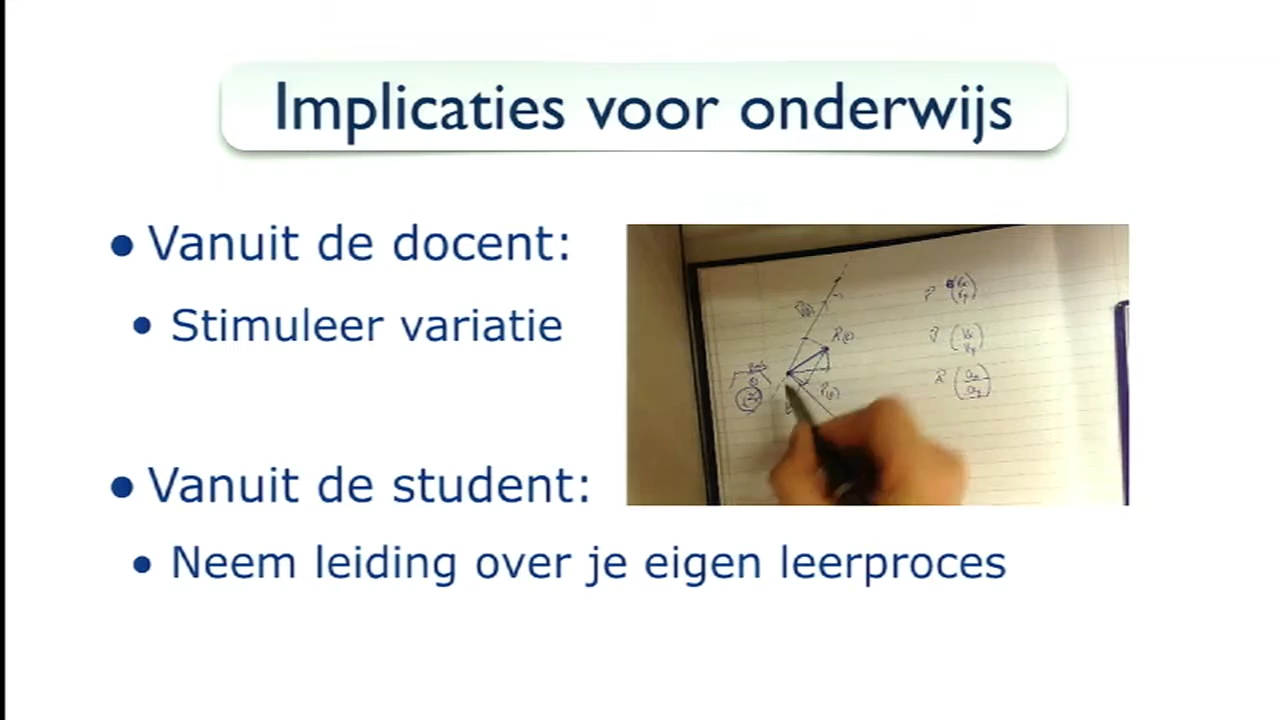 Implicaties voor onderwijs
• Vanuit de docent:
• Stimuleer variatie
• Vanuit de student:
• Neem leiding over je eigen leerproces